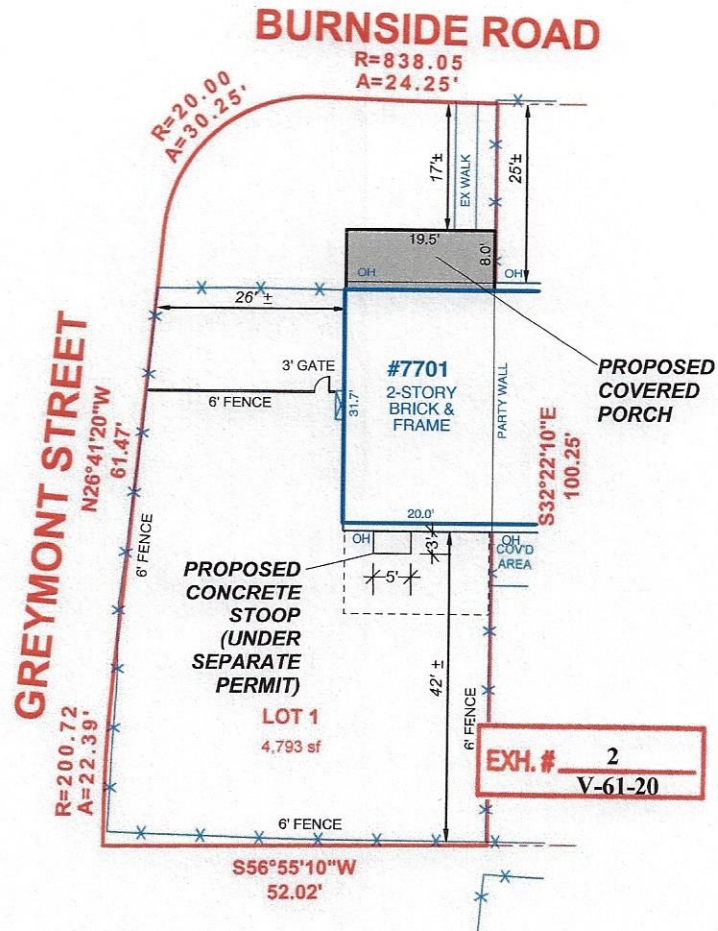 BURNSIDE ROAD
R=838.05
A=24.25'
R=20.00
A=30.25'
17'±
EX WALK
25'±
19.5'
8.0'
OH
OH
26'±
3' GATE
6' FENCE
31.7'
#7701
2-STORY
BRICK &
FRAME
PARTY WALL
PROPOSED
COVERED
PORCH
GREYMONT STREET
N26°41'20"W
61.47'
S32°22'10"E
100.25'
20.0'
OH
3'
OH
COV'D
AREA
5'
6' FENCE
PROPOSED
CONCRETE
STOOP
(UNDER
SEPARATE
PERMIT)
42' ±
LOT 1
4,793 sf
6' FENCE
R=200.72
A=22.39'
EXH. # 2
V-61-20
6' FENCE
S56°55'10"W
52.02'